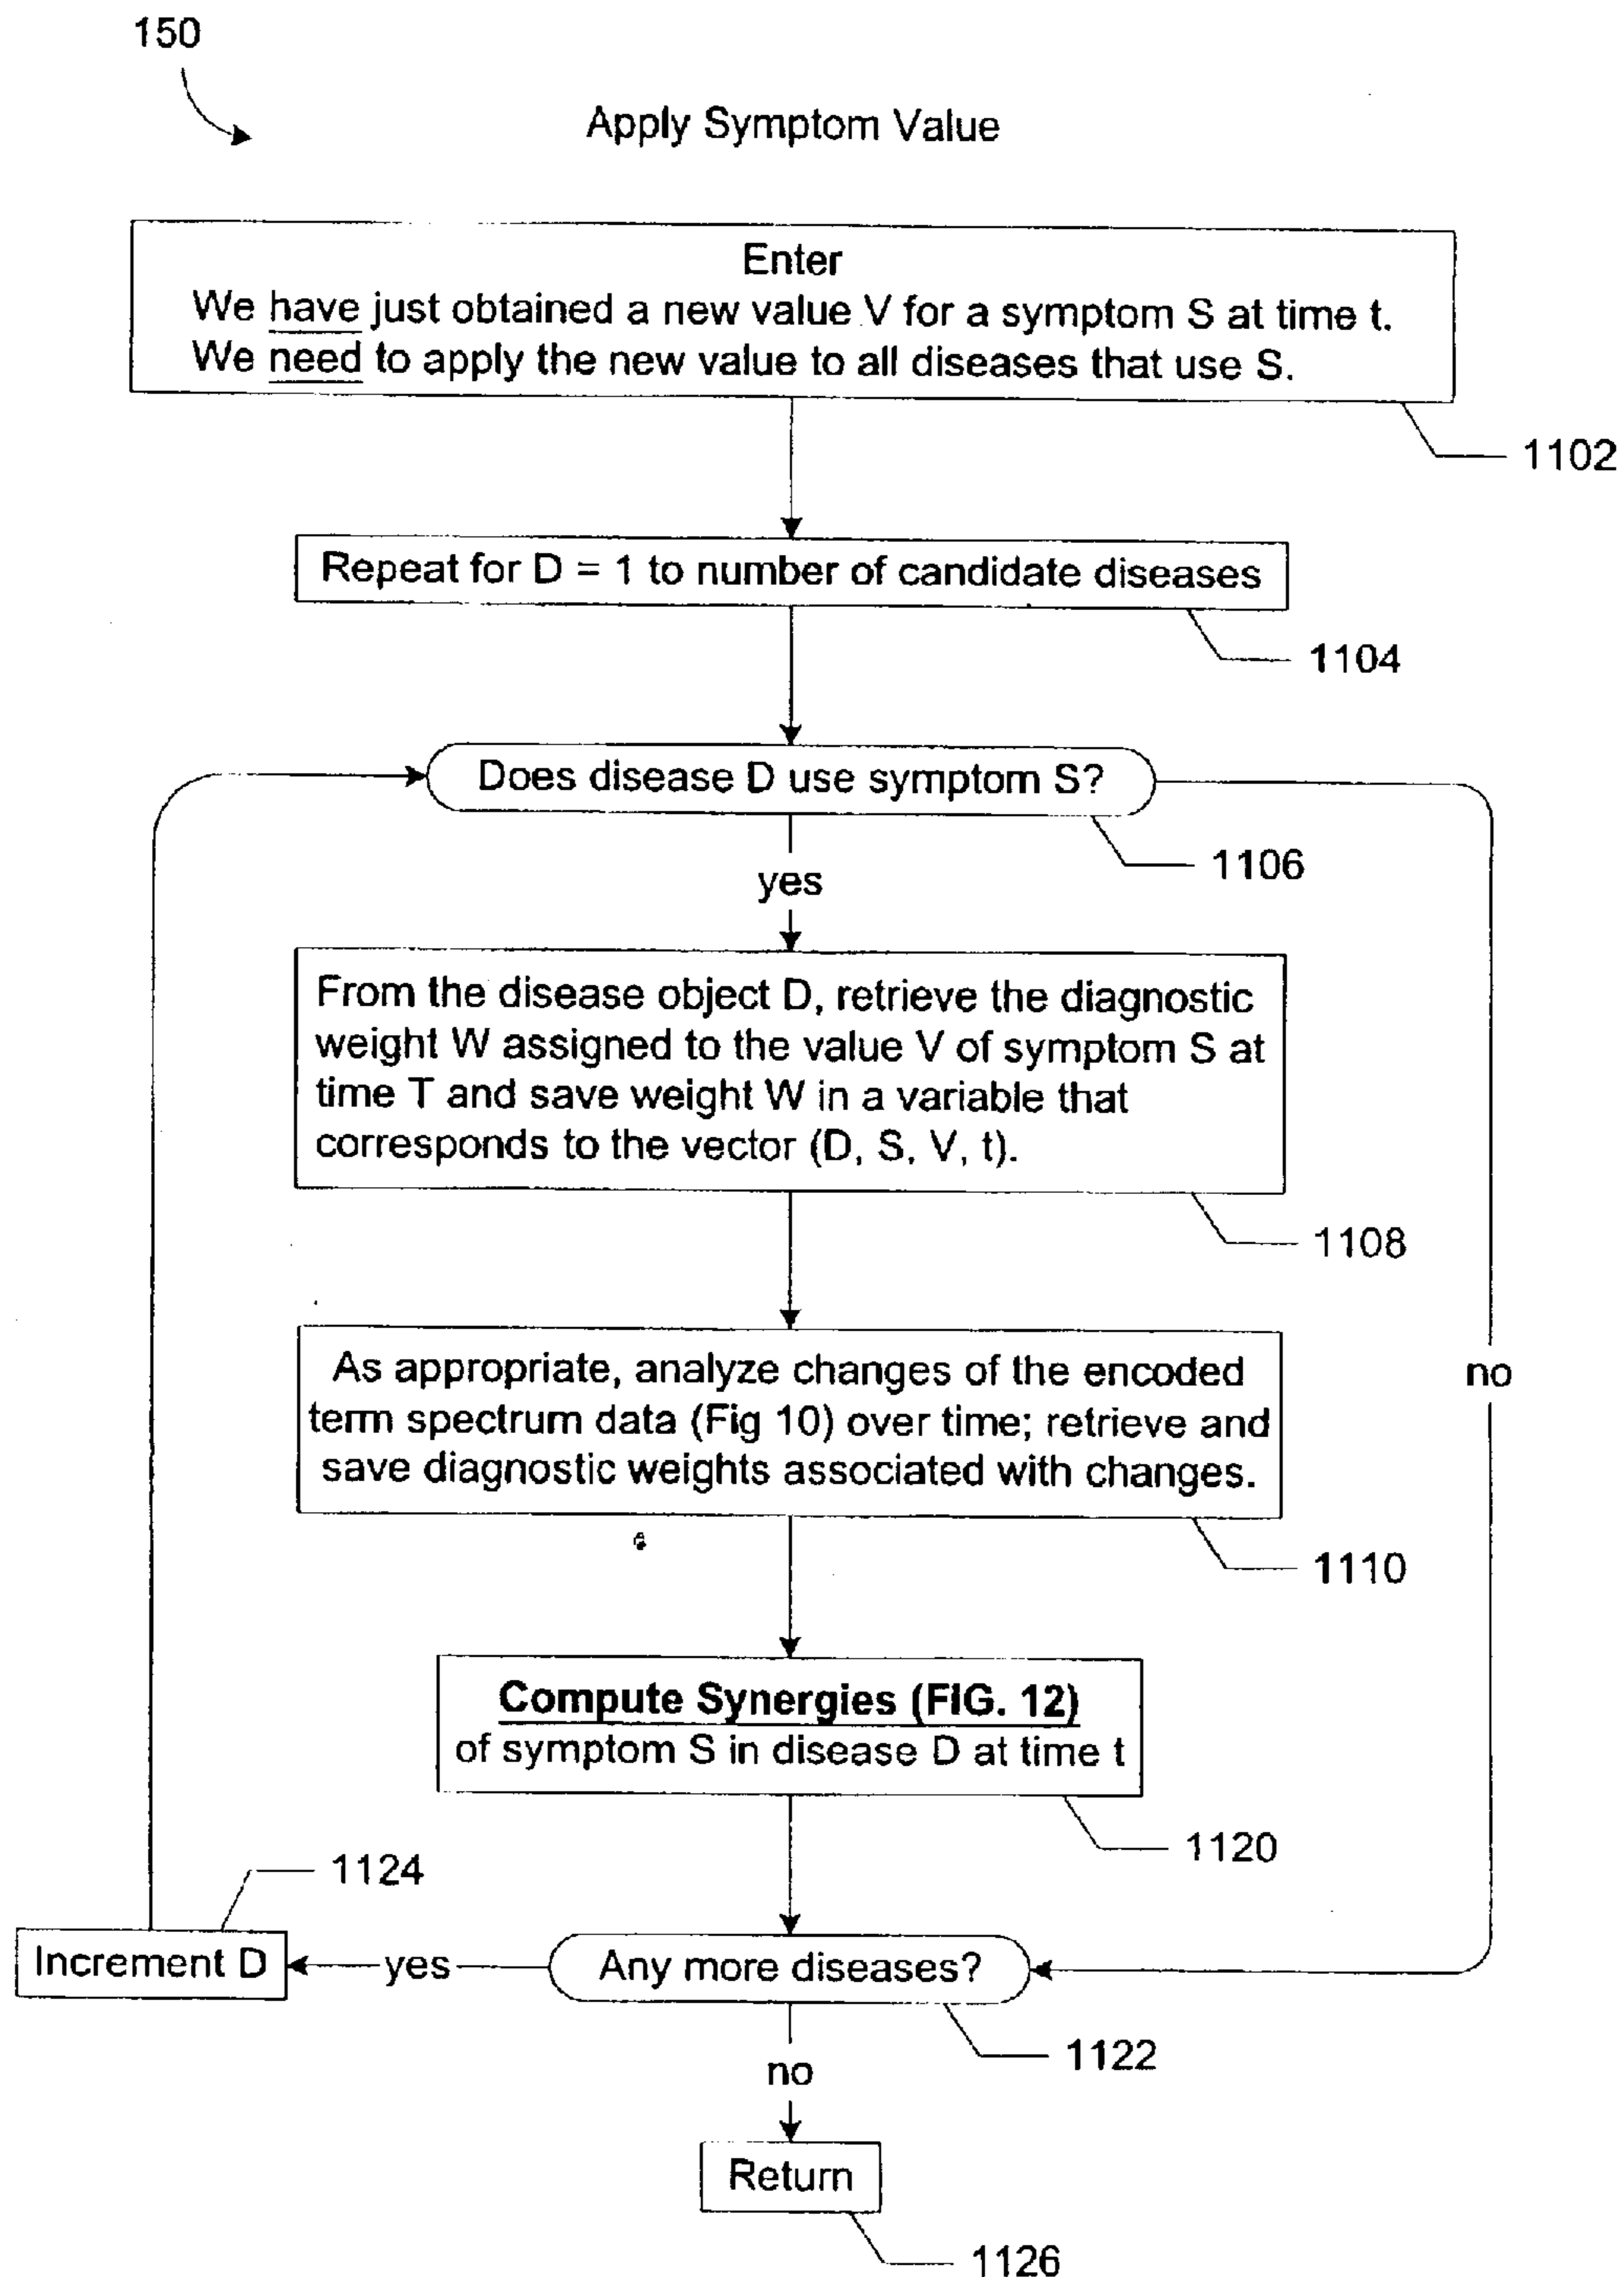 150
Apply Symptom Value
Enter
We have just obtained a new value V for a symptom S at time t.
We need to apply the new value to all diseases that use S.
1102
Repeat for D = 1 to number of candidate diseases
1104
Does disease D use symptom S?
1106
yes
From the disease object D, retrieve the diagnostic
weight W assigned to the value V of symptom S at
time T and save weight W in a variable that
corresponds to the vector (D, S, V, t).
1108
As appropriate, analyze changes of the encoded
term spectrum data (Fig 10) over time; retrieve and
save diagnostic weights associated with changes.
no
1110
Compute Synergies (FIG. 12)
of symptom S in disease D at time t
1120
1124
Increment D
yes
Any more diseases?
1122
no
Return
1126